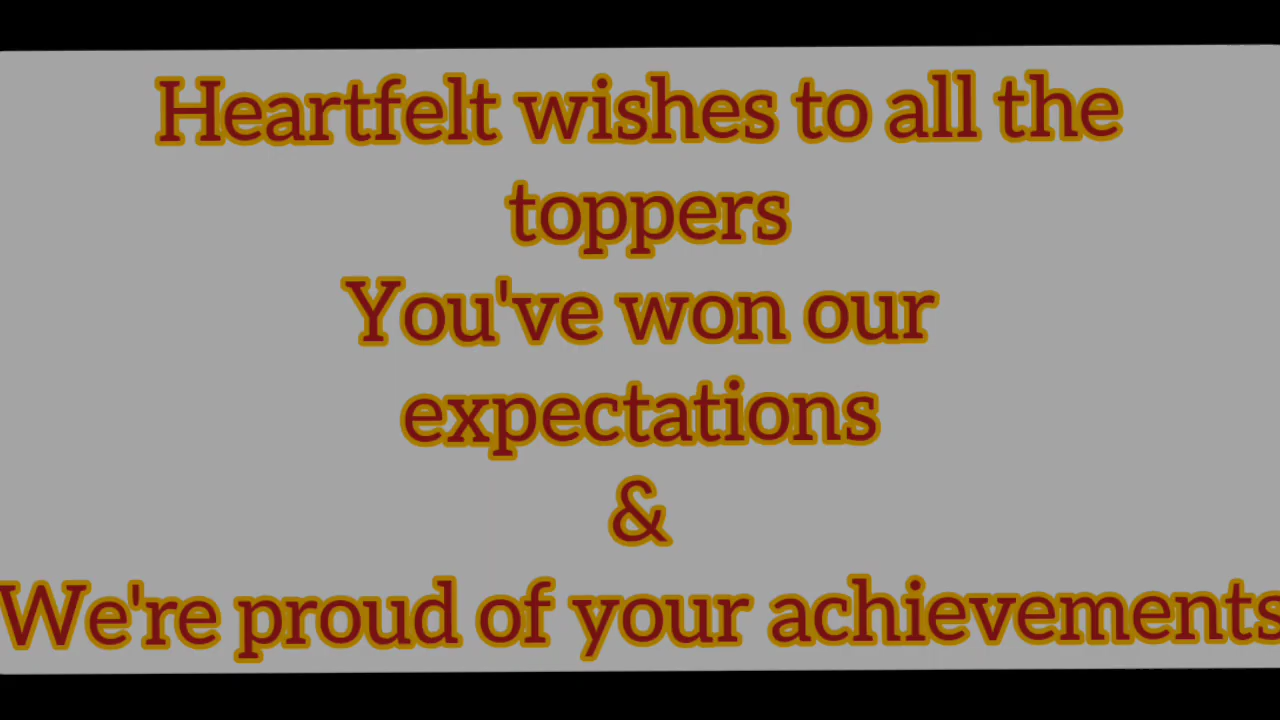 Heartfelt wishes to all the
toppers
You've won our
expectations
&
We're proud of your achievements